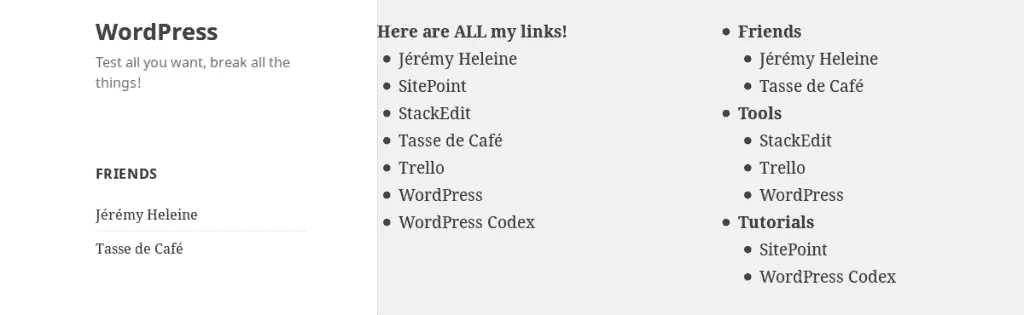 WordPress
Test all you want, break all the
things!
FRIENDS
Jérémy Heleine
Tasse de Café
Here are ALL my links!
Jérémy Heleine
SitePoint
StackEdit
Tasse de Café
Trello
WordPress
WordPress Codex
Friends
Jérémy Heleine
Tasse de Café
Tools
StackEdit
Trello
WordPress
Tutorials
SitePoint
WordPress Codex